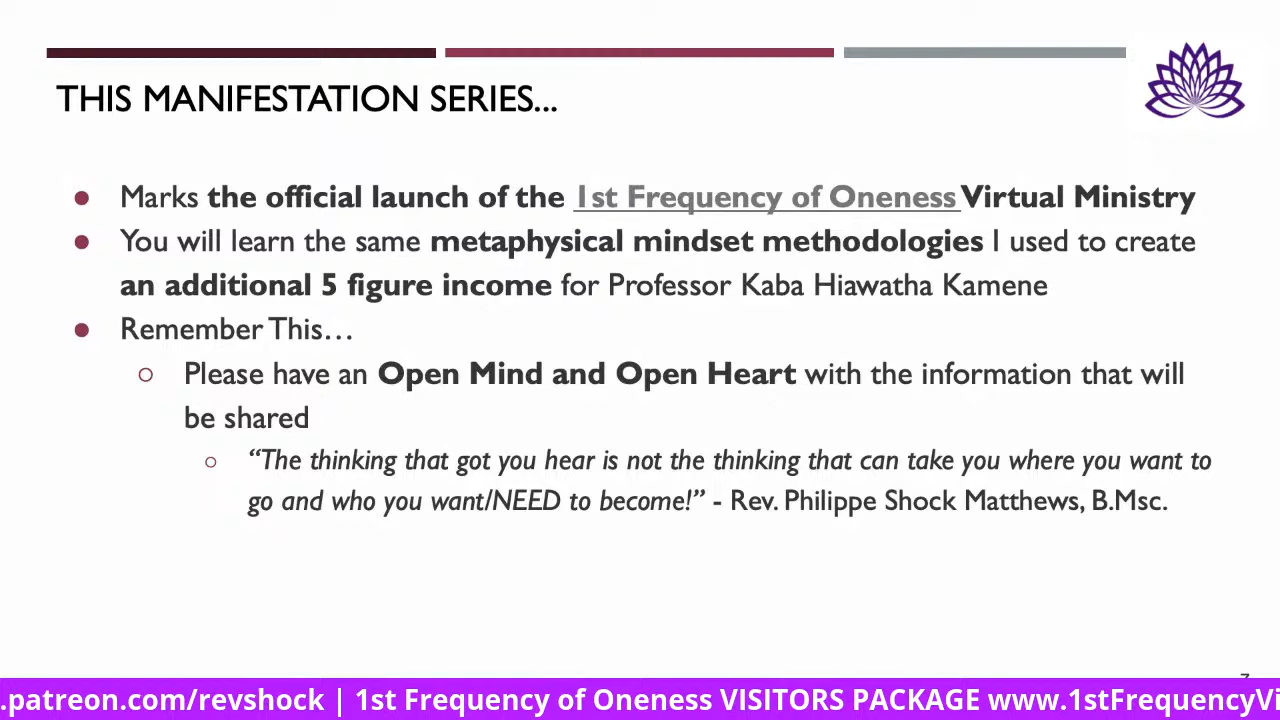 THIS MANIFESTATION SERIES...
● Marks the official launch of the 1st Frequency of Oneness Virtual Ministry
● You will learn the same metaphysical mindset methodologies I used to create
an additional 5 figure income for Professor Kaba Hiawatha Kamene
● Remember This…
○ Please have an Open Mind and Open Heart with the information that will
be shared
○ “The thinking that got you hear is not the thinking that can take you where you want to
go and who you want/NEED to become!” - Rev. Philippe Shock Matthews, B.Msc.
.patreon.com/revshock | 1st Frequency of Oneness VISITORS PACKAGE www.1stFrequencyVi